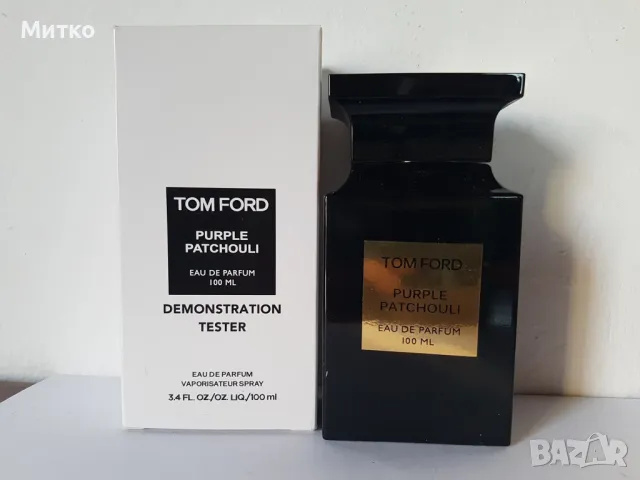 Митко
TOM FORD
PURPLE
PATCHOULI
EAU DE PARFUM
100 ML
DEMONSTRATION
TESTER
EAU DE PARFUM
VAPORISATEUR SPRAY
3.4 FL. OZ./OZ. LIQ./100 ml
TOM FORD
PURPLE
PATCHOULI
EAU DE PARFUM
100 ML
BAZAR